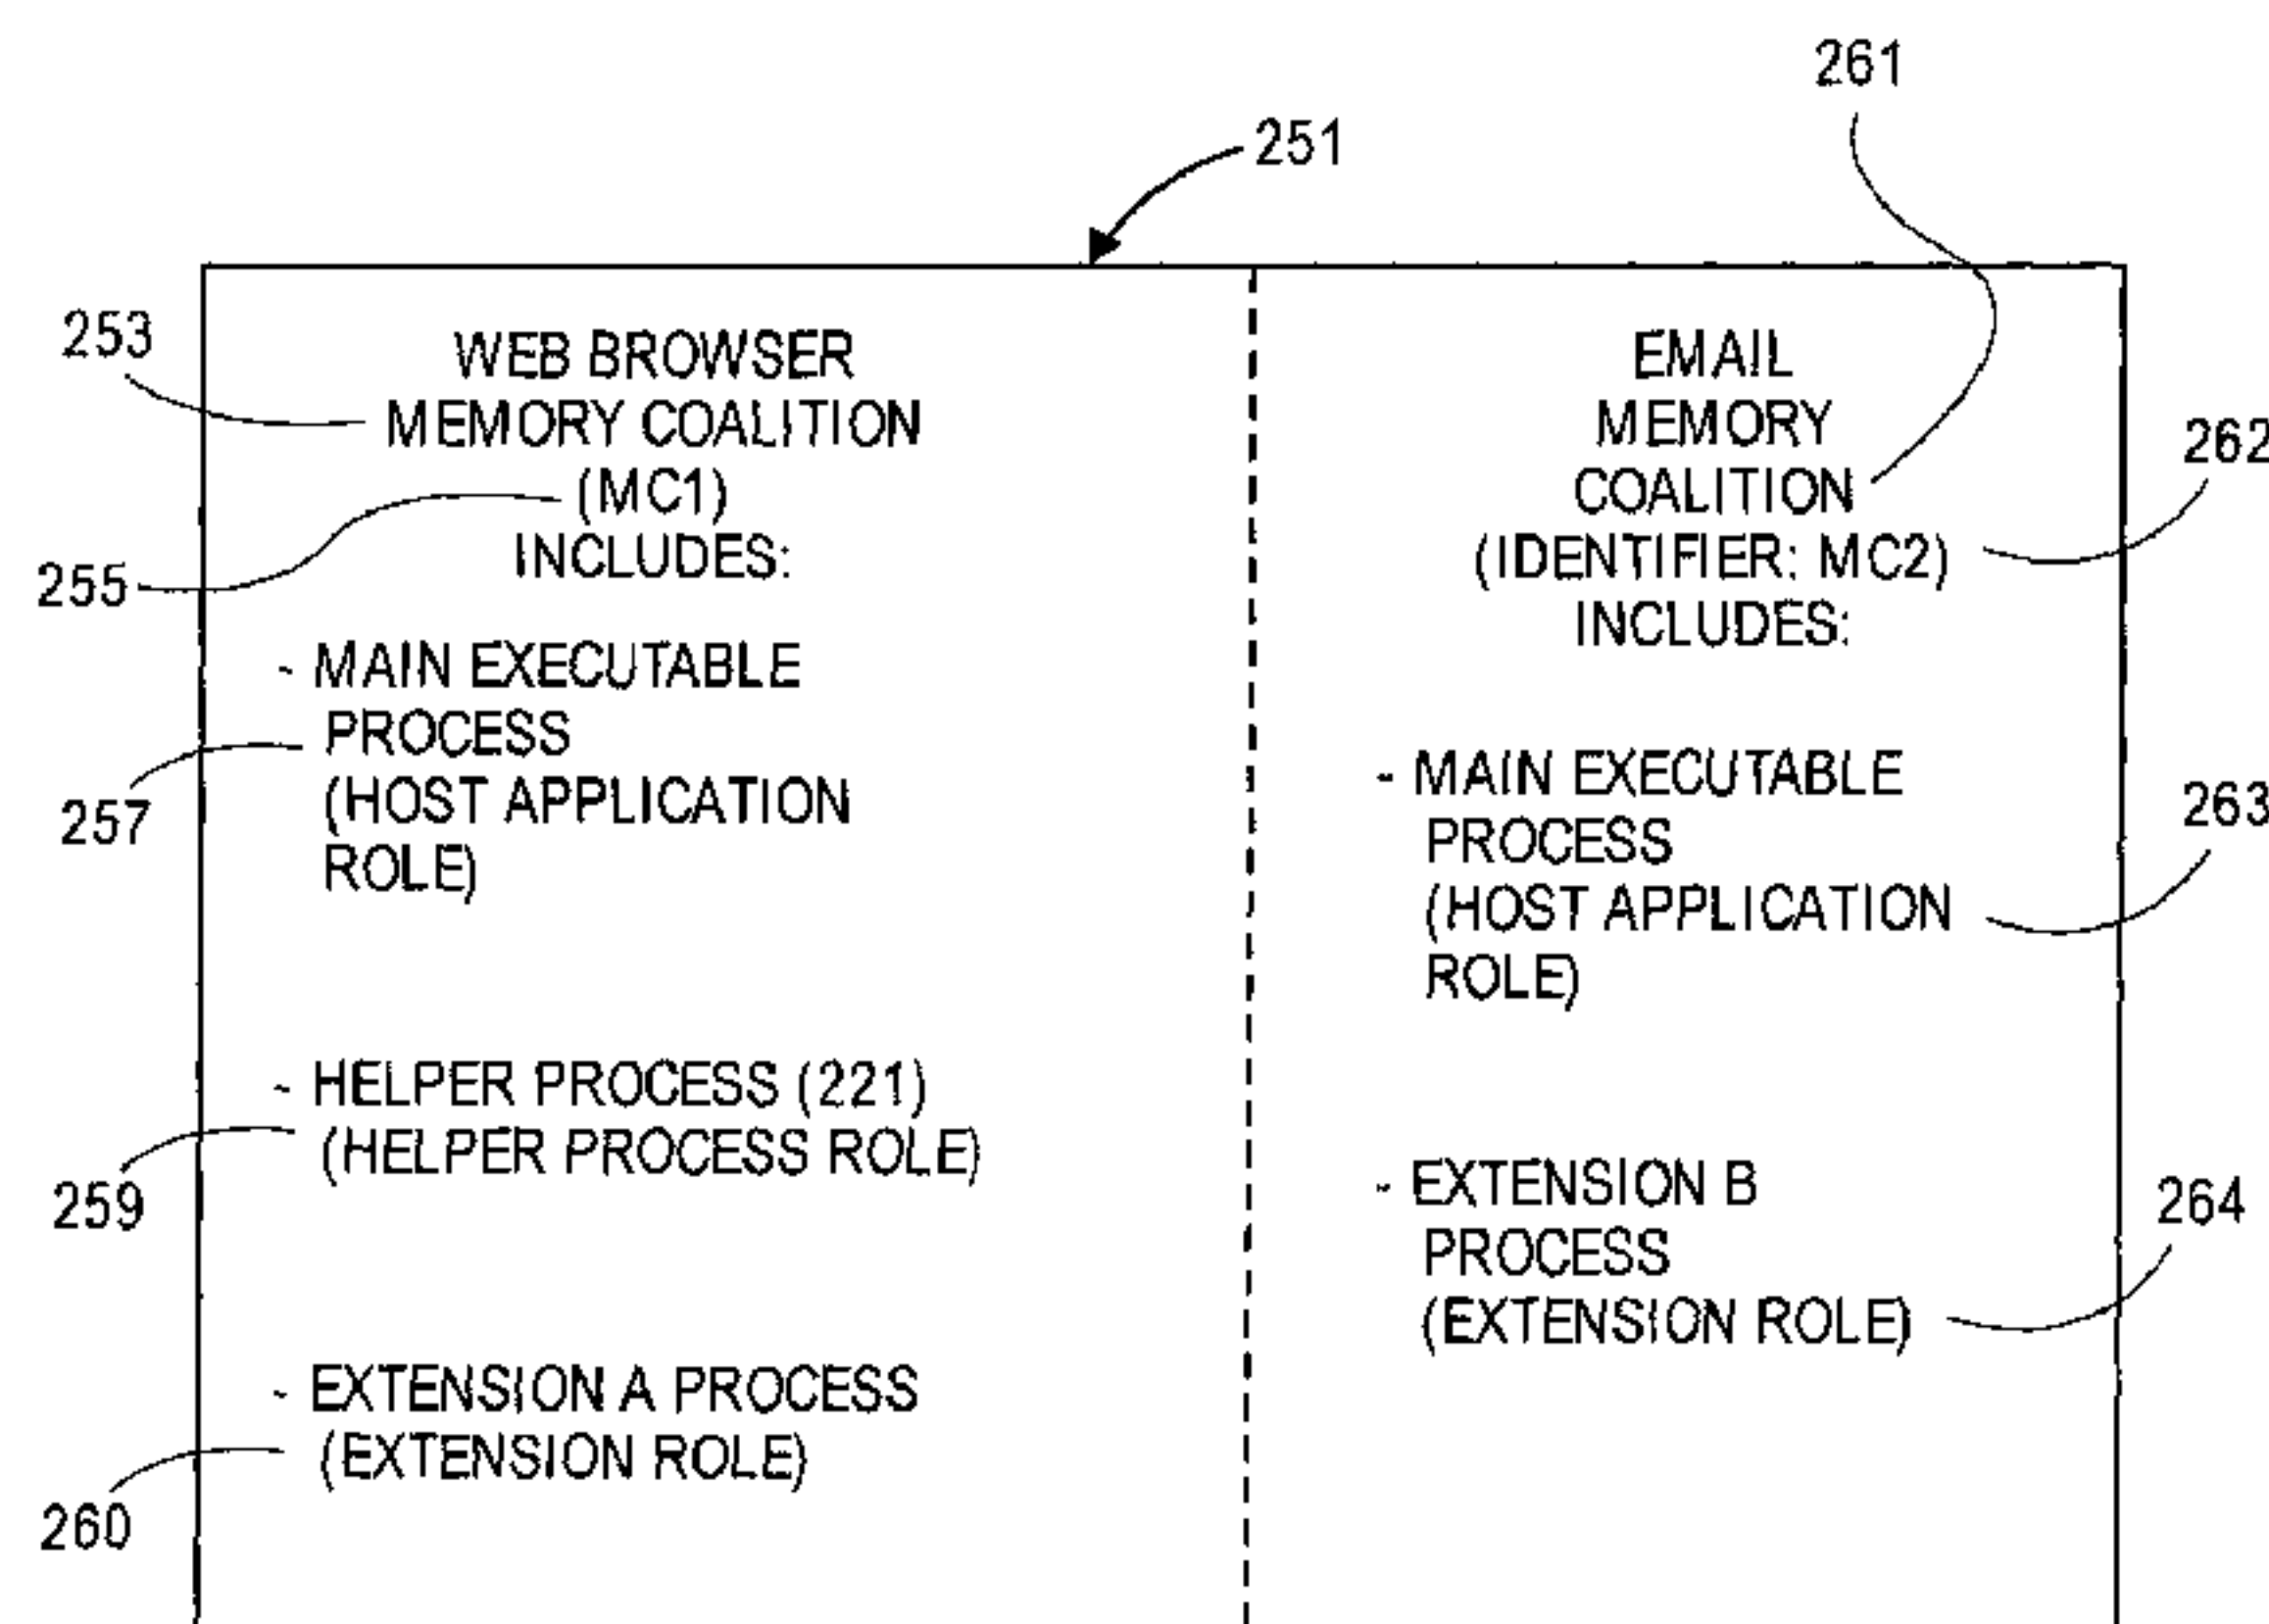 251
261
253
WEB BROWSER
MEMORY COALITION
(MC1)
INCLUDES:
255
- MAIN EXECUTABLE
PROCESS
(HOST APPLICATION
ROLE)
257
- HELPER PROCESS (221)
(HELPER PROCESS ROLE)
259
- EXTENSION A PROCESS
(EXTENSION ROLE)
260
EMAIL
MEMORY
COALITION
(IDENTIFIER: MC2)
INCLUDES:
262
- MAIN EXECUTABLE
PROCESS
(HOST APPLICATION
ROLE)
263
- EXTENSION B
PROCESS
(EXTENSION ROLE)
264